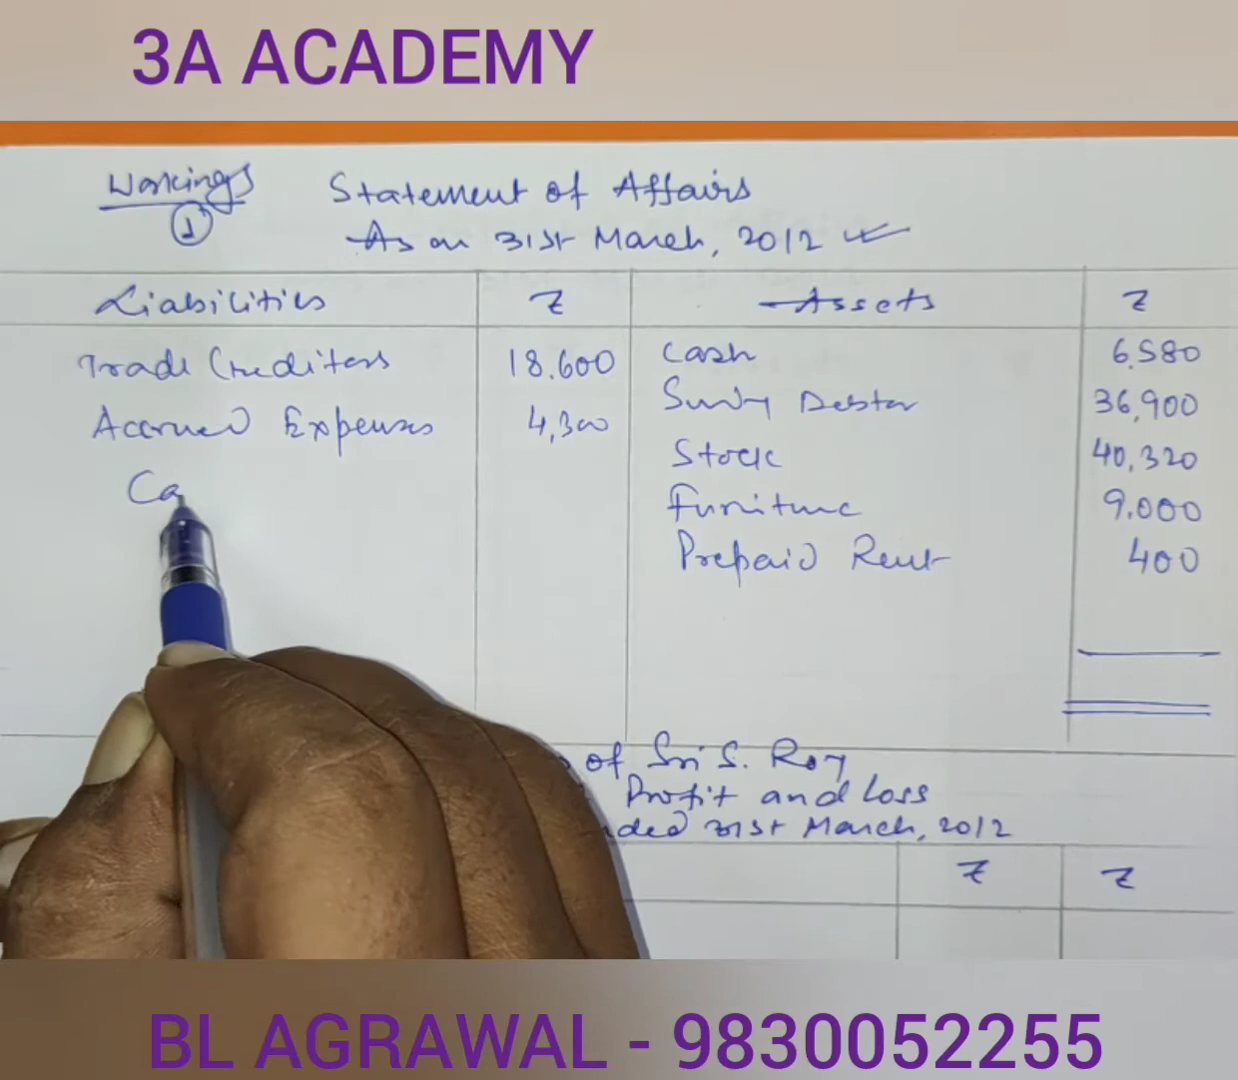 3A ACADEMY
Workings
1
Statement of Affairs
As on 31st March, 2012
Liabilities ₹ Assets ₹
Trade Creditors 18,600 Cash 6,580
Accrued Expenses 4,300 Sundry Debtor 36,900
Ca Stock 40,320
Furniture 9,000
Prepaid Rent 400
of Sri S. Roy
Profit and Loss
nded 31st March, 2012
₹ ₹
BL AGRAWAL - 9830052255